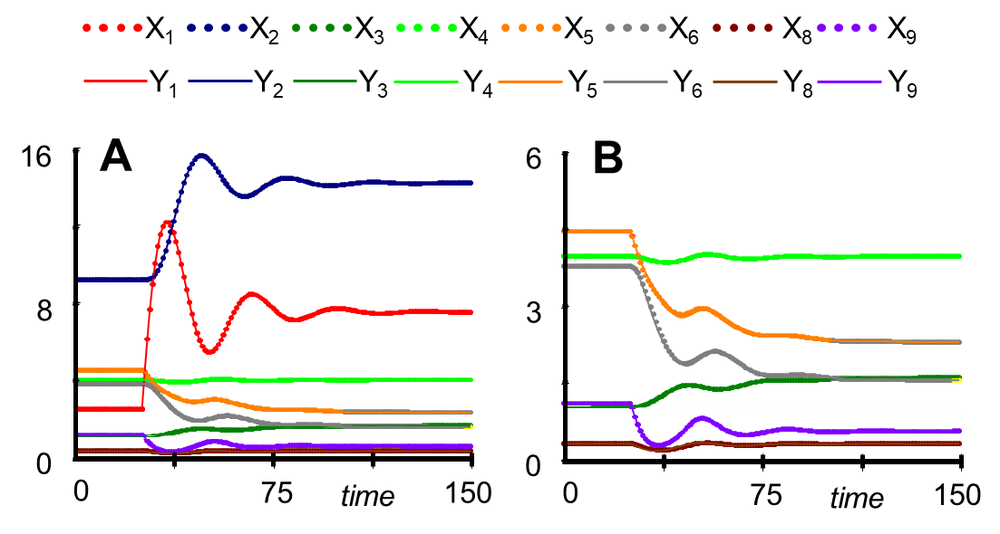 X₁ X₂ X₃ X₄ X₅ X₆ X₈ X₉
Y₁ Y₂ Y₃ Y₄ Y₅ Y₆ Y₈ Y₉
A
16
8
0
0 75 time 150
B
6
3
0
0 75 time 150